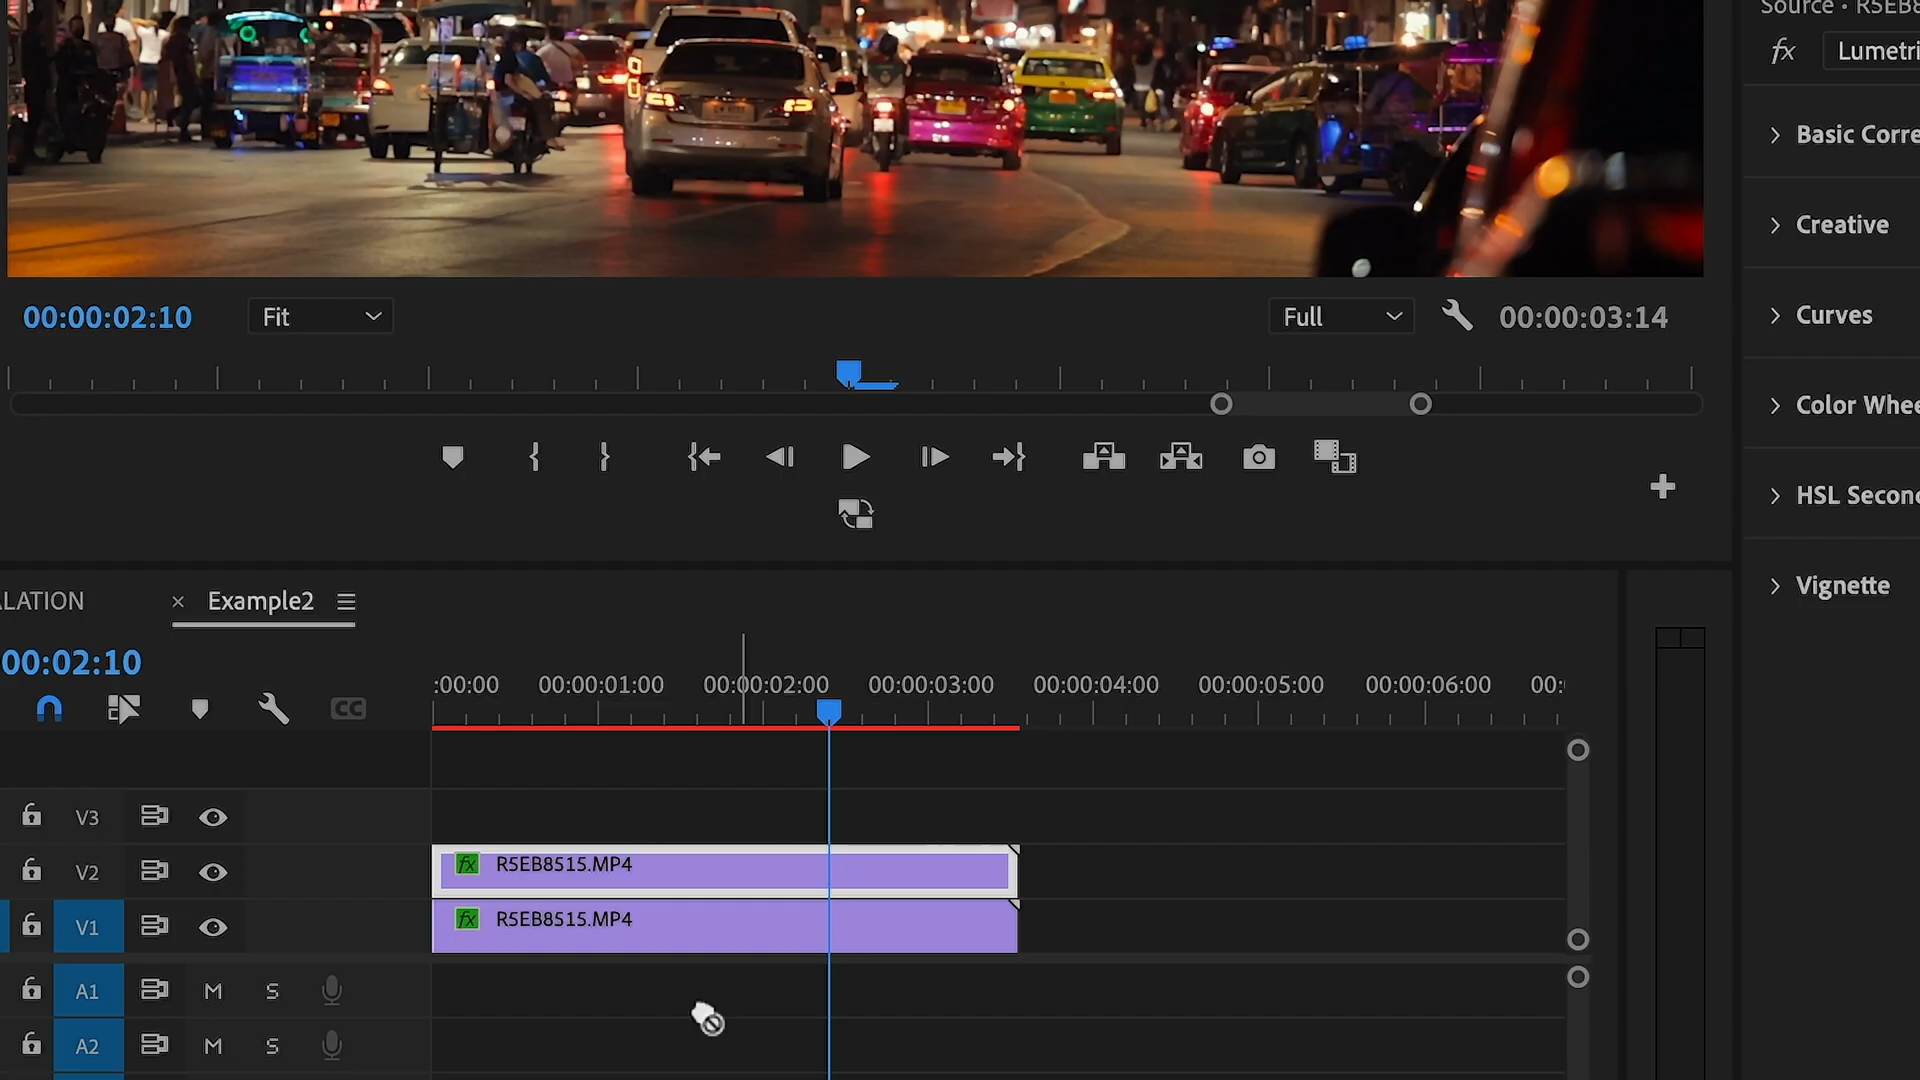 Source • R5EB8
fx Lumetri
Basic Corre
Creative
Curves
Color Whee
HSL Secon
Vignette
00:00:02:10 Fit Full 00:00:03:14
LATION × Example2
00:02:10
CC
:00:00 00:00:01:00 00:00:02:00 00:00:03:00 00:00:04:00 00:00:05:00 00:00:06:00 00:
V3
V2 fx R5EB8515.MP4
V1 fx R5EB8515.MP4
A1 M S
A2 M S